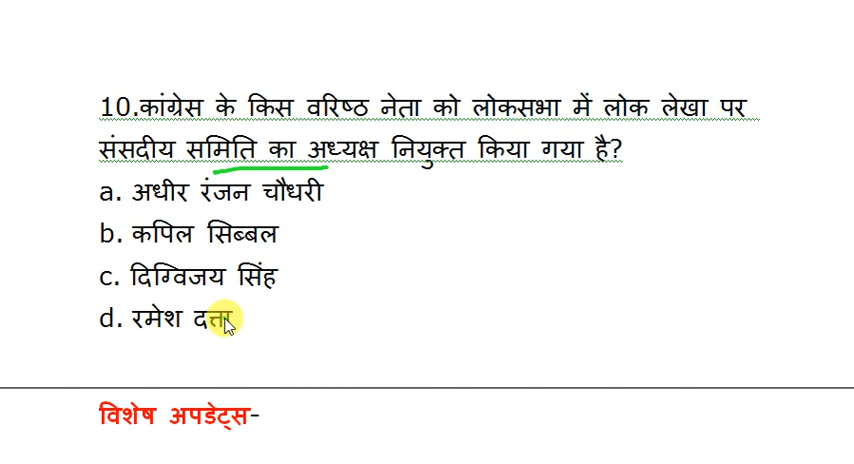 10.कांग्रेस के किस वरिष्ठ नेता को लोकसभा में लोक लेखा पर
संसदीय समिति का अध्यक्ष नियुक्त किया गया है?
a. अधीर रंजन चौधरी
b. कपिल सिब्बल
c. दिग्विजय सिंह
d. रमेश दत्ता
विशेष अपडेट्स-